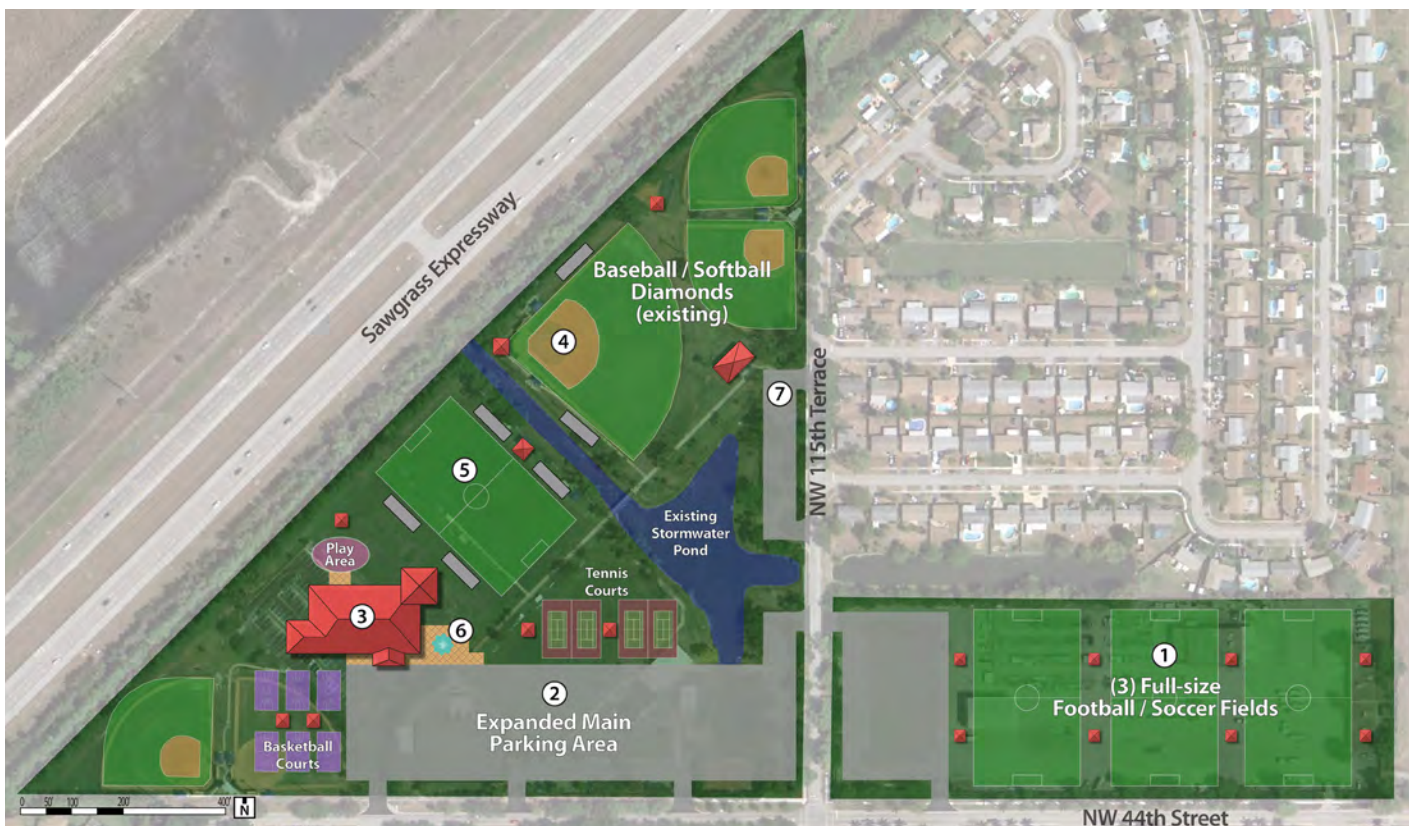 Sawgrass Expressway
Baseball / Softball
Diamonds
(existing)
4
7
NW 115th Terrace
5
Existing
Stormwater
Pond
Play
Area
Tennis
Courts
3
6
1
(3) Full-size
Football / Soccer Fields
2
Expanded Main
Parking Area
Basketball
Courts
0 50' 100' 200' 400'
N
NW 44th Street